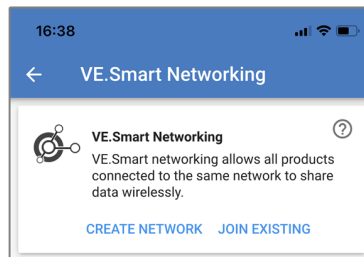 16:38
VE.Smart Networking
VE.Smart Networking
VE.Smart networking allows all products
connected to the same network to share
data wirelessly.
CREATE NETWORK JOIN EXISTING